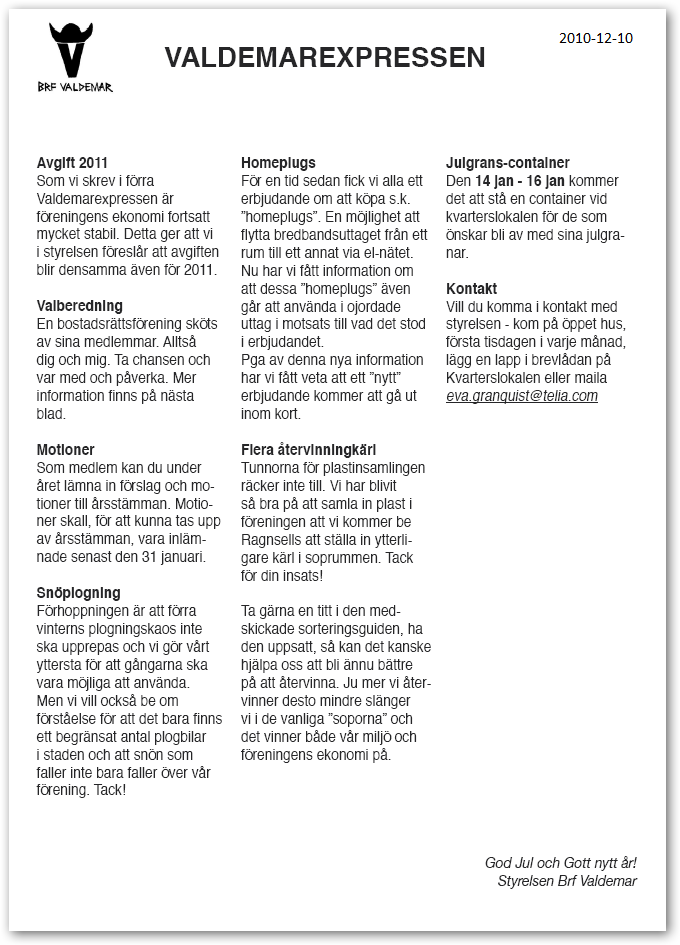 BRF VALDEMAR
VALDEMAREXPRESSEN
2010-12-10
Avgift 2011
Som vi skrev i förra
Valdemarexpressen är
föreningens ekonomi fortsatt
mycket stabil. Detta ger att vi
i styrelsen föreslår att avgiften
blir densamma även för 2011.
Valberedning
En bostadsrättsförening sköts
av sina medlemmar. Alltså
dig och mig. Ta chansen och
var med och påverka. Mer
information finns på nästa
blad.
Motioner
Som medlem kan du under
året lämna in förslag och mo-
tioner till årsstämman. Motio-
ner skall, för att kunna tas upp
av årsstämman, vara inläm-
nade senast den 31 januari.
Snöplogning
Förhoppningen är att förra
vinterns plogningskaos inte
ska upprepas och vi gör vårt
yttersta för att gångarna ska
vara möjliga att använda.
Men vi vill också be om
förståelse för att det bara finns
ett begränsat antal plogbilar
i staden och att snön som
faller inte bara faller över vår
förening. Tack!
Homeplugs
För en tid sedan fick vi alla ett
erbjudande om att köpa s.k.
”homeplugs”. En möjlighet att
flytta bredbandsuttaget från ett
rum till ett annat via el-nätet.
Nu har vi fått information om
att dessa ”homeplugs” även
går att använda i ojordade
uttag i motsats till vad det stod
i erbjudandet.
Pga av denna nya information
har vi fått veta att ett ”nytt”
erbjudande kommer att gå ut
inom kort.
Flera återvinningkärl
Tunnorna för plastinsamlingen
räcker inte till. Vi har blivit
så bra på att samla in plast i
föreningen att vi kommer be
Ragnsells att ställa in ytterli-
gare kärl i soprummen. Tack
för din insats!
Ta gärna en titt i den med-
skickade sorteringsguiden, ha
den uppsatt, så kan det kanske
hjälpa oss att bli ännu bättre
på att återvinna. Ju mer vi åter-
vinner desto mindre slänger
vi i de vanliga ”soporna” och
det vinner både vår miljö och
föreningens ekonomi på.
Julgrans-container
Den 14 jan - 16 jan kommer
det att stå en container vid
kvarterslokalen för de som
önskar bli av med sina julgra-
nar.
Kontakt
Vill du komma i kontakt med
styrelsen - kom på öppet hus,
första tisdagen i varje månad,
lägg en lapp i brevlådan på
Kvarterslokalen eller maila
eva.granquist@telia.com
God Jul och Gott nytt år!
Styrelsen Brf Valdemar